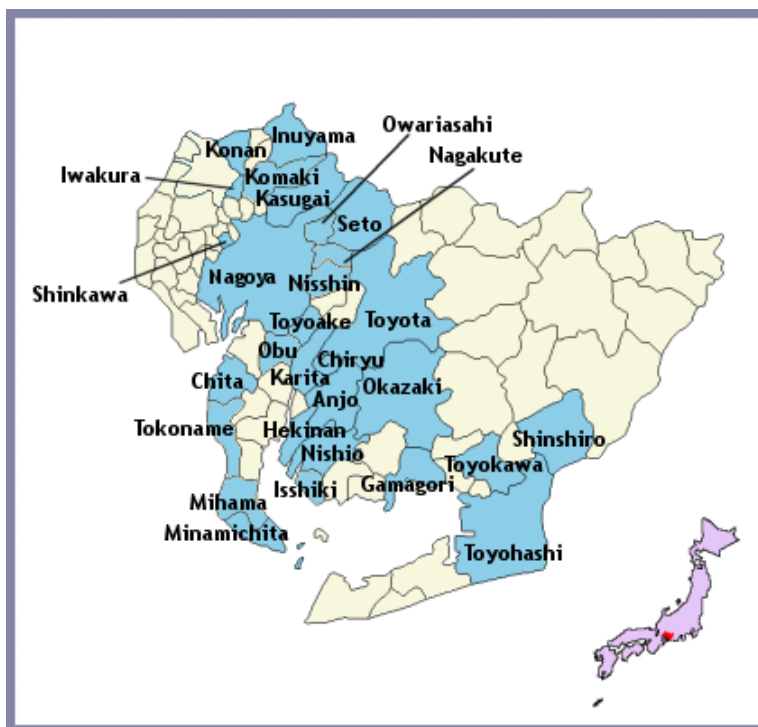 Owariasahi
Inuyama
Konan
Nagakute
Iwakura
Komaki
Kasugai
Seto
Nagoya
Nisshin
Shinkawa
Toyoake
Toyota
Obu
Chiryu
Chita
Karita
Okazaki
Anjo
Tokoname
Hekinan
Shinshiro
Nishio
Toyokawa
Isshiki
Gamagori
Mihama
Minamichita
Toyohashi